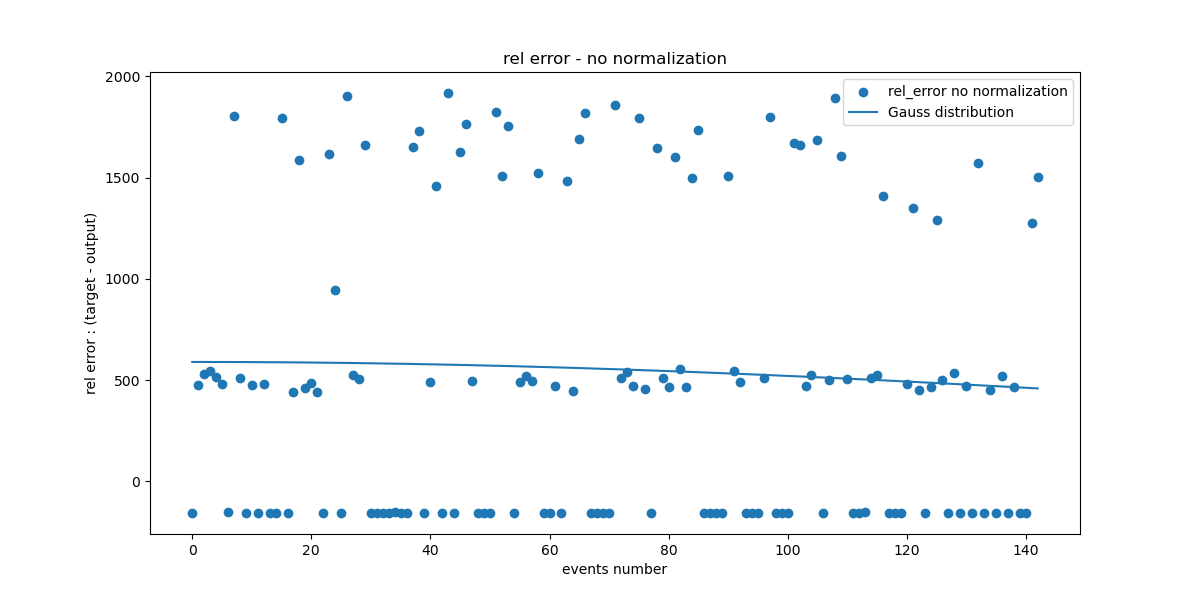 rel error - no normalization
rel_error no normalization
Gauss distribution
rel error : (target - output)
2000
1500
1000
500
0
0 20 40 60 80 100 120 140
events number